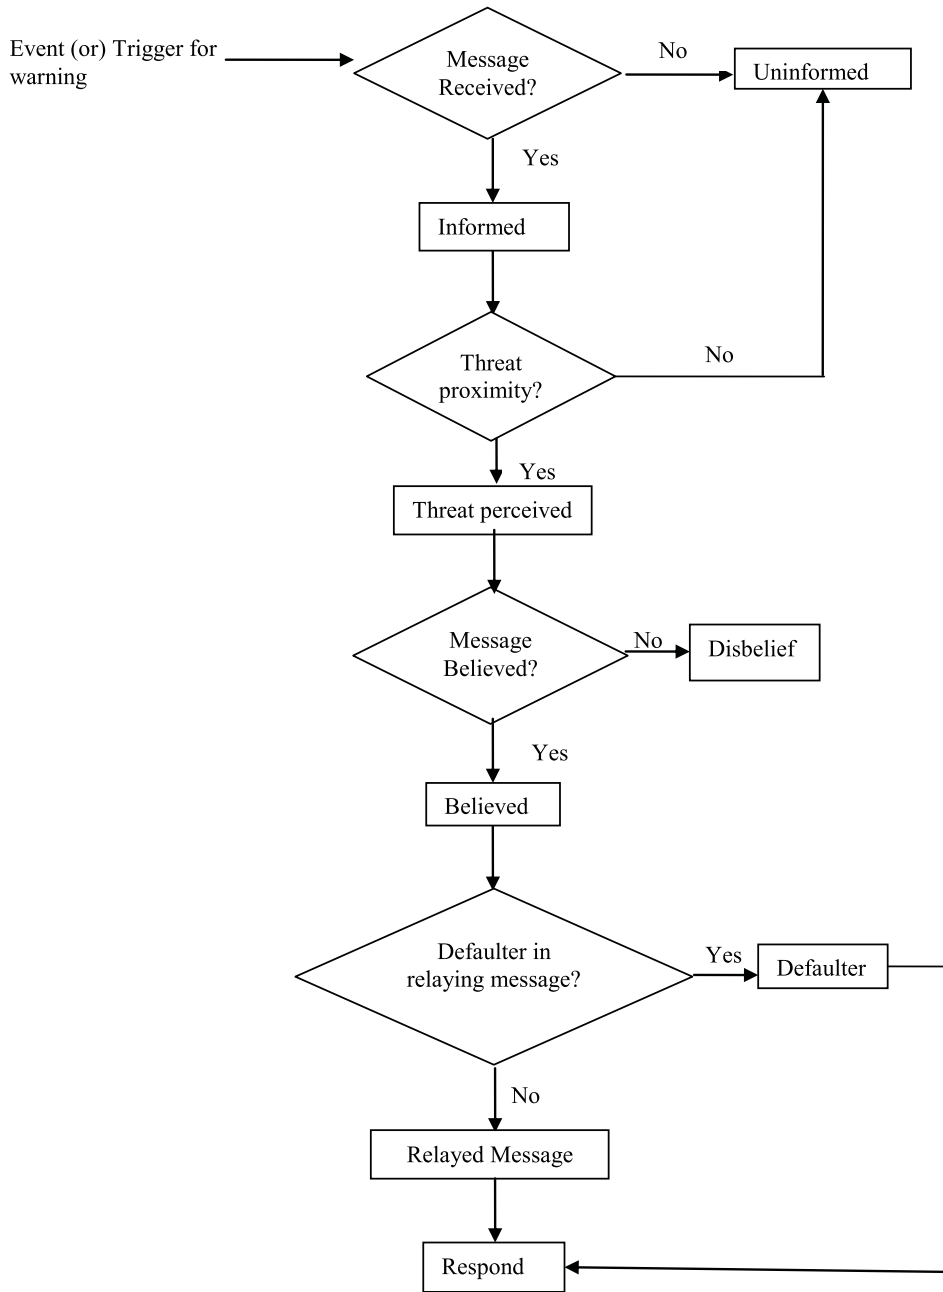 Event (or) Trigger for
warning
Message
Received?
No
Uninformed
Yes
Informed
Threat
proximity?
No
Yes
Threat perceived
Message
Believed?
No
Disbelief
Yes
Believed
Defaulter in
relaying message?
Yes
Defaulter
No
Relayed Message
Respond